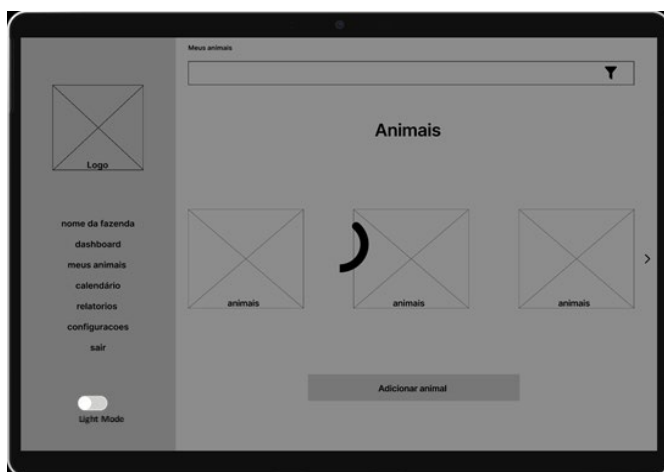 Meus animais
Logo
Animais
nome da fazenda
dashboard
meus animais
calendário
relatorios
configuracoes
sair
animais
animais
animais
Adicionar animal
Light Mode